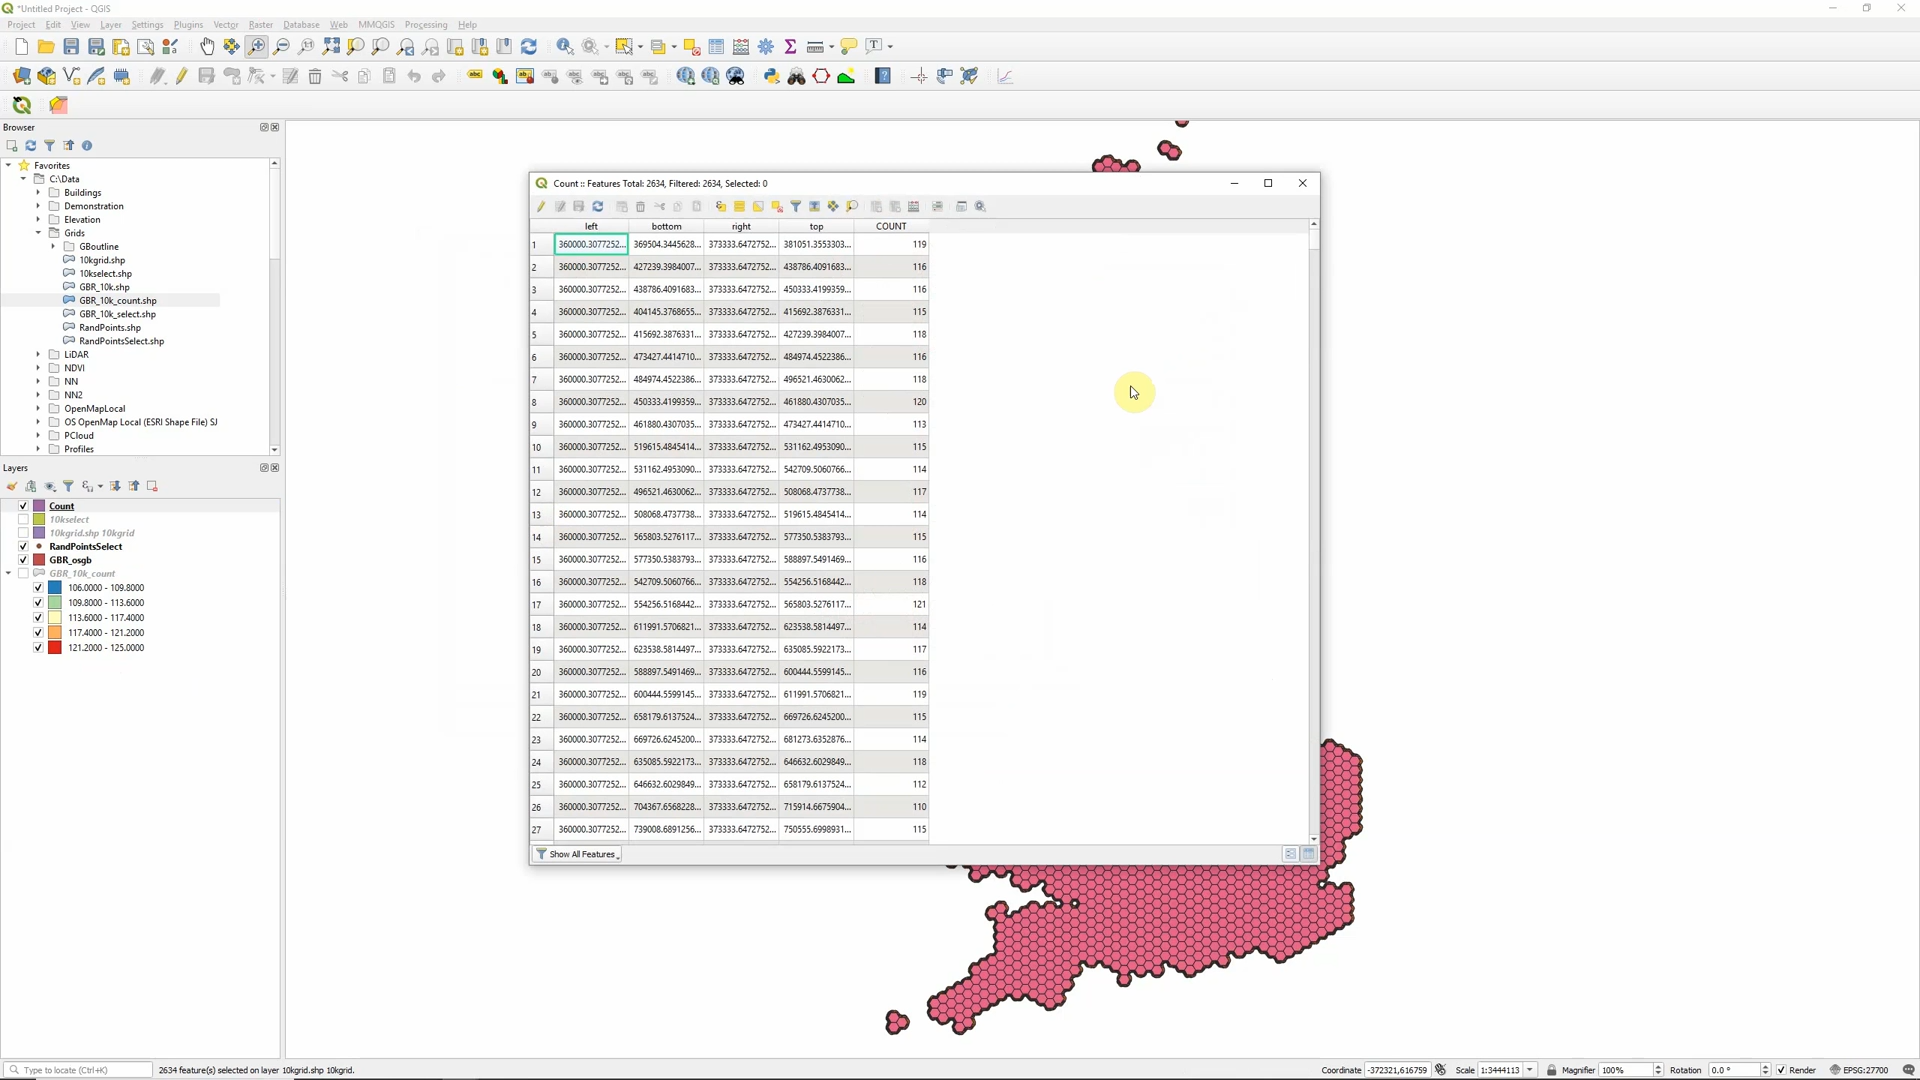 *Untitled Project - QGIS
Project Edit View Layer Settings Plugins Vector Raster Database Web MMQGIS Processing Help
Browser
Favorites
C:\Data
Buildings
Demonstration
Elevation
Grids
GBoutline
10kgrid.shp
10kselect.shp
GBR_10k.shp
GBR_10k_count.shp
GBR_10k_select.shp
RandPoints.shp
RandPointsSelect.shp
LiDAR
NDVI
NN
NN2
OpenMapLocal
OS OpenMap Local (ESRI Shape File) SJ
PCloud
Profiles
Layers
Count
10kselect
10kgrid.shp 10kgrid
RandPointsSelect
GBR_osgb
GBR_10k_count
106.0000 - 109.8000
109.8000 - 113.6000
113.6000 - 117.4000
117.4000 - 121.2000
121.2000 - 125.0000
Count :: Features Total: 2634, Filtered: 2634, Selected: 0
left bottom right top COUNT
1 360000.3077252... 369504.3445628... 373333.6472752... 381051.3553303... 119
2 360000.3077252... 427239.3984007... 373333.6472752... 438786.4091683... 116
3 360000.3077252... 438786.4091683... 373333.6472752... 450333.4199359... 116
4 360000.3077252... 404145.3768655... 373333.6472752... 415692.3876331... 115
5 360000.3077252... 415692.3876331... 373333.6472752... 427239.3984007... 118
6 360000.3077252... 473427.4414710... 373333.6472752... 484974.4522386... 116
7 360000.3077252... 484974.4522386... 373333.6472752... 496521.4630062... 118
8 360000.3077252... 450333.4199359... 373333.6472752... 461880.4307035... 120
9 360000.3077252... 461880.4307035... 373333.6472752... 473427.4414710... 113
10 360000.3077252... 519615.4845414... 373333.6472752... 531162.4953090... 115
11 360000.3077252... 531162.4953090... 373333.6472752... 542709.5060766... 114
12 360000.3077252... 496521.4630062... 373333.6472752... 508068.4737738... 117
13 360000.3077252... 508068.4737738... 373333.6472752... 519615.4845414... 114
14 360000.3077252... 565803.5276117... 373333.6472752... 577350.5383793... 115
15 360000.3077252... 577350.5383793... 373333.6472752... 588897.5491469... 116
16 360000.3077252... 542709.5060766... 373333.6472752... 554256.5168442... 118
17 360000.3077252... 554256.5168442... 373333.6472752... 565803.5276117... 121
18 360000.3077252... 611991.5706821... 373333.6472752... 623538.5814497... 114
19 360000.3077252... 623538.5814497... 373333.6472752... 635085.5922173... 117
20 360000.3077252... 588897.5491469... 373333.6472752... 600444.5599145... 116
21 360000.3077252... 600444.5599145... 373333.6472752... 611991.5706821... 119
22 360000.3077252... 658179.6137524... 373333.6472752... 669726.6245200... 115
23 360000.3077252... 669726.6245200... 373333.6472752... 681273.6352876... 114
24 360000.3077252... 635085.5922173... 373333.6472752... 646632.6029849... 118
25 360000.3077252... 646632.6029849... 373333.6472752... 658179.6137524... 112
26 360000.3077252... 704367.6568228... 373333.6472752... 715914.6675904... 110
27 360000.3077252... 739008.6891256... 373333.6472752... 750555.6998931... 115
Show All Features
Type to locate (Ctrl+K) 2634 feature(s) selected on layer 10kgrid.shp 10kgrid. Coordinate -372321,616759 Scale 1:3444113 Magnifier 100% Rotation 0.0 ° Render EPSG:27700